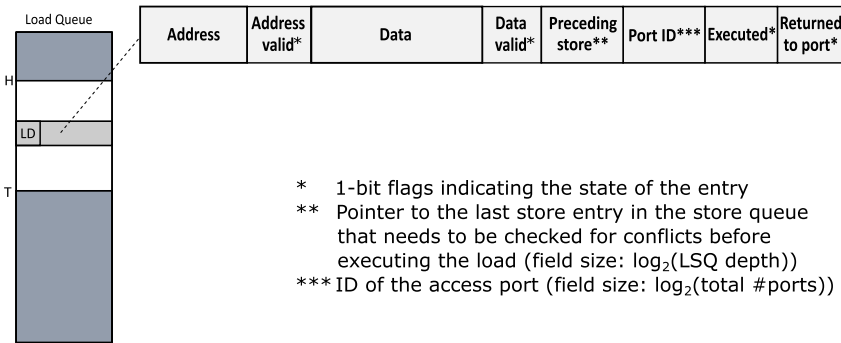 Load Queue
Address
Address
valid*
Data
Data
valid*
Preceding
store**
Port ID***
Executed*
Returned
to port*
H
LD
T
* 1-bit flags indicating the state of the entry
** Pointer to the last store entry in the store queue
that needs to be checked for conflicts before
executing the load (field size: log₂(LSQ depth))
*** ID of the access port (field size: log₂(total #ports))